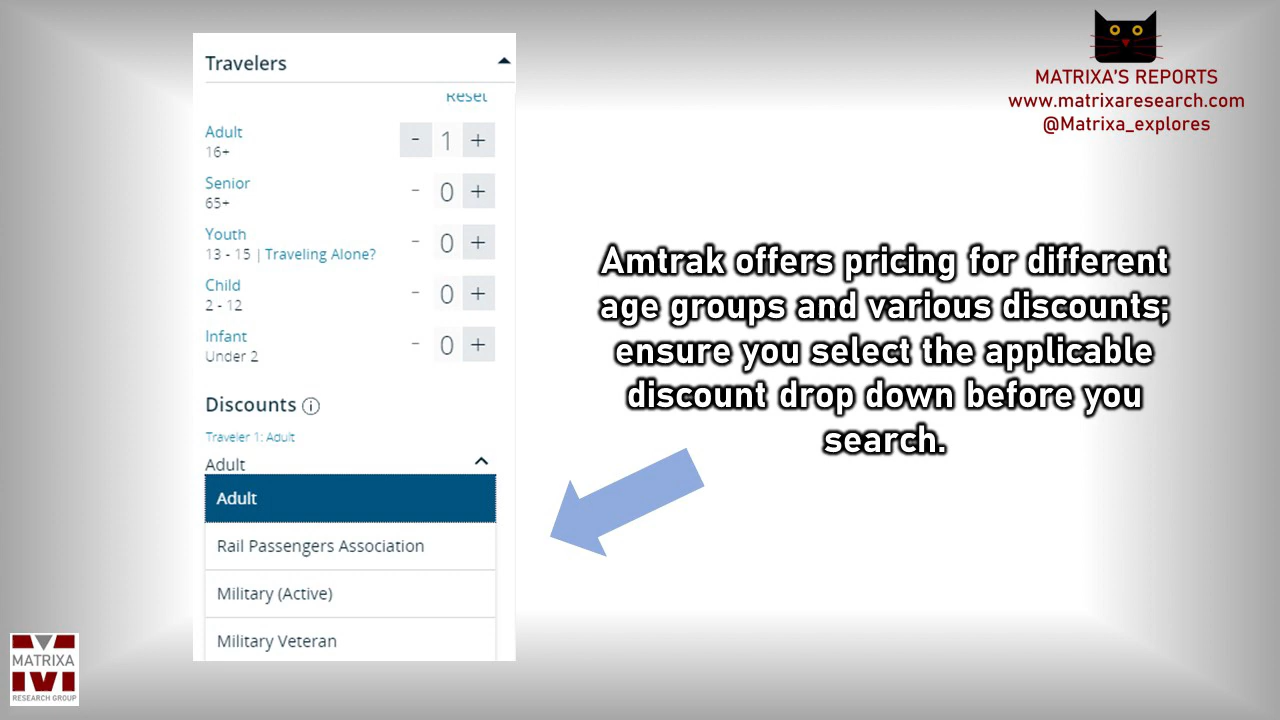 Travelers
Reset
Adult
16+
- 1 +
Senior
65+
- 0 +
Youth
13 - 15 | Traveling Alone?
- 0 +
Child
2 - 12
- 0 +
Infant
Under 2
- 0 +
Discounts
Traveler 1: Adult
Adult
Adult
Rail Passengers Association
Military (Active)
Military Veteran
MATRIXA'S REPORTS
www.matrixaresearch.com
@Matrixa_explores
Amtrak offers pricing for different
age groups and various discounts;
ensure you select the applicable
discount drop down before you
search.
MATRIXA
RESEARCH GROUP